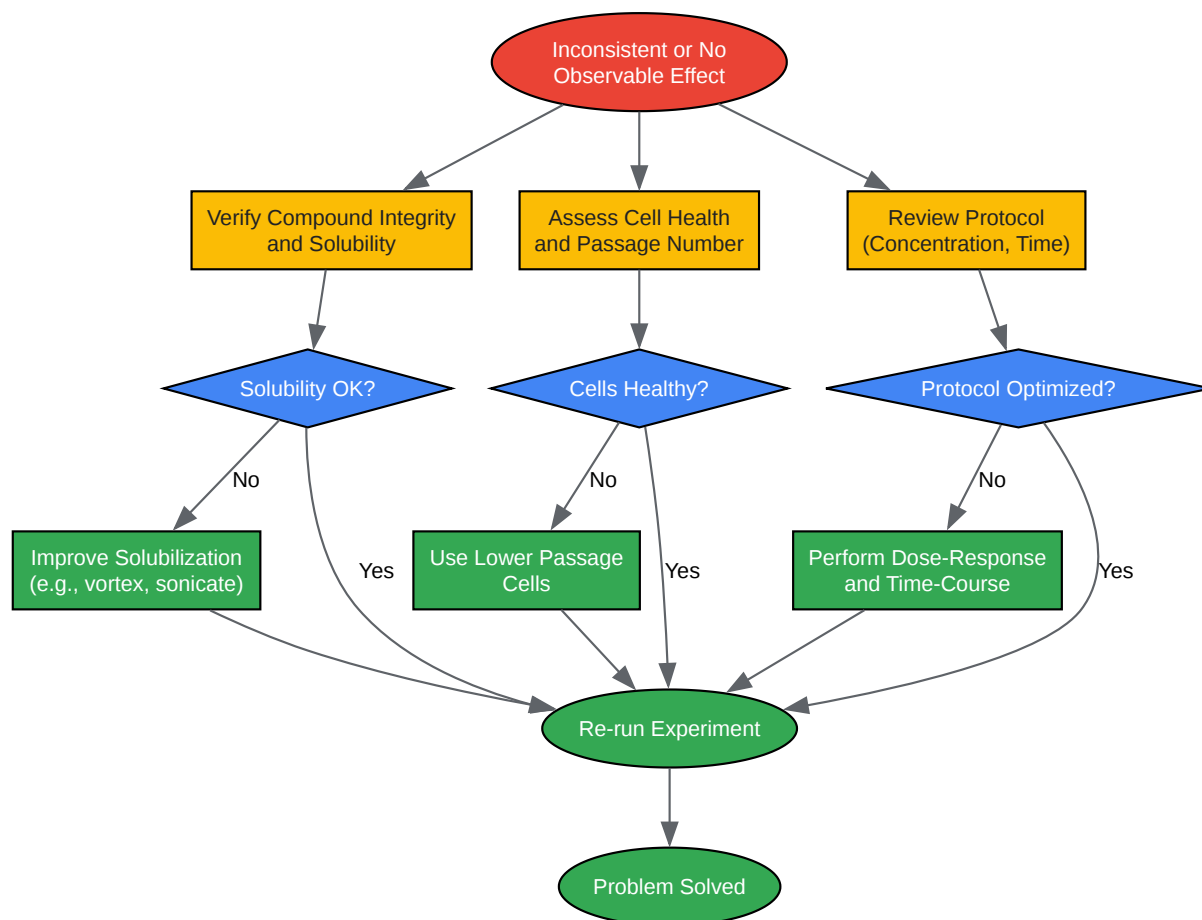 Inconsistent or No
Observable Effect
Verify Compound Integrity
and Solubility
Assess Cell Health
and Passage Number
Review Protocol
(Concentration, Time)
Solubility OK?
Cells Healthy?
Protocol Optimized?
No
No
No
Improve Solubilization
(e.g., vortex, sonicate)
Yes
Use Lower Passage
Cells
Yes
Perform Dose-Response
and Time-Course
Yes
Re-run Experiment
Problem Solved